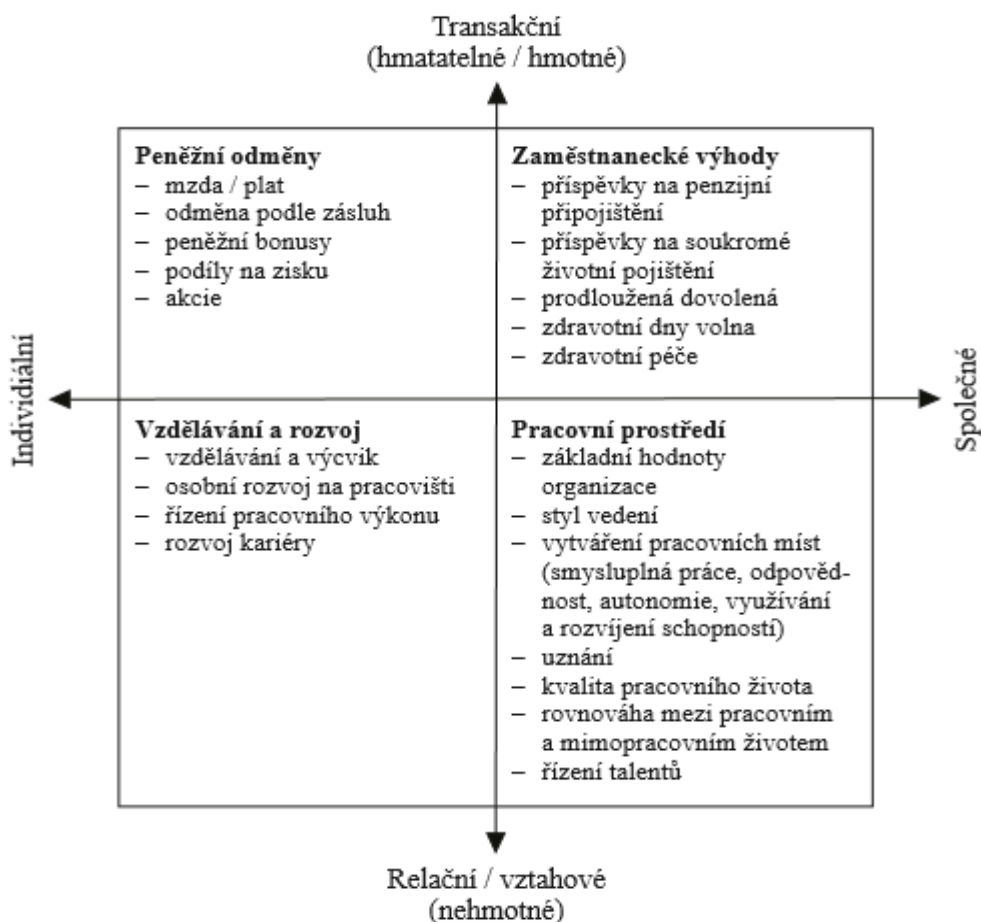 Transakční
(hmatatelné / hmotné)
Peněžní odměny
– mzda / plat
– odměna podle zásluh
– peněžní bonusy
– podíly na zisku
– akcie
Zaměstnanecké výhody
– příspěvky na penzijní
připojištění
– příspěvky na soukromé
životní pojištění
– prodloužená dovolená
– zdravotní dny volna
– zdravotní péče
Individiální
Společné
Vzdělávání a rozvoj
– vzdělávání a výcvik
– osobní rozvoj na pracovišti
– řízení pracovního výkonu
– rozvoj kariéry
Pracovní prostředí
– základní hodnoty
organizace
– styl vedení
– vytváření pracovních míst
(smysluplná práce, odpověd-
nost, autonomie, využívání
a rozvíjení schopností)
– uznání
– kvalita pracovního života
– rovnováha mezi pracovním
a mimopracovním životem
– řízení talentů
Relační / vztahové
(nehmotné)